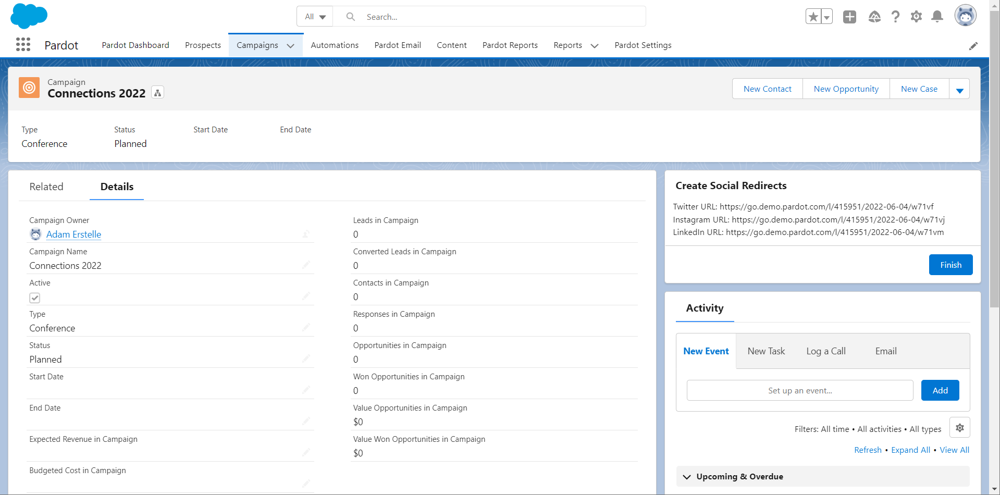 All
Search...
Pardot
Pardot Dashboard
Prospects
Campaigns
Automations
Pardot Email
Content
Pardot Reports
Reports
Pardot Settings
Campaign
Connections 2022
New Contact
New Opportunity
New Case
Type
Status
Start Date
End Date
Conference
Planned
Related
Details
Campaign Owner
Adam Erstelle
Campaign Name
Connections 2022
Active
Type
Conference
Status
Planned
Start Date
End Date
Expected Revenue in Campaign
Budgeted Cost in Campaign
Leads in Campaign
0
Converted Leads in Campaign
0
Contacts in Campaign
0
Responses in Campaign
0
Opportunities in Campaign
0
Won Opportunities in Campaign
0
Value Opportunities in Campaign
$0
Value Won Opportunities in Campaign
$0
Create Social Redirects
Twitter URL: https://go.demo.pardot.com/l/415951/2022-06-04/w71vf
Instagram URL: https://go.demo.pardot.com/l/415951/2022-06-04/w71vj
LinkedIn URL: https://go.demo.pardot.com/l/415951/2022-06-04/w71vm
Finish
Activity
New Event
New Task
Log a Call
Email
Set up an event...
Add
Filters: All time • All activities • All types
Refresh • Expand All • View All
Upcoming & Overdue